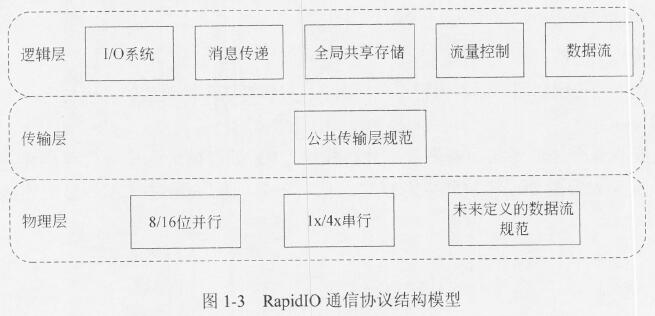 逻辑层
I/O系统
消息传递
全局共享存储
流量控制
数据流
传输层
公共传输层规范
物理层
8/16位并行
1x/4x串行
未来定义的数据流
规范
图 1-3 RapidIO 通信协议结构模型